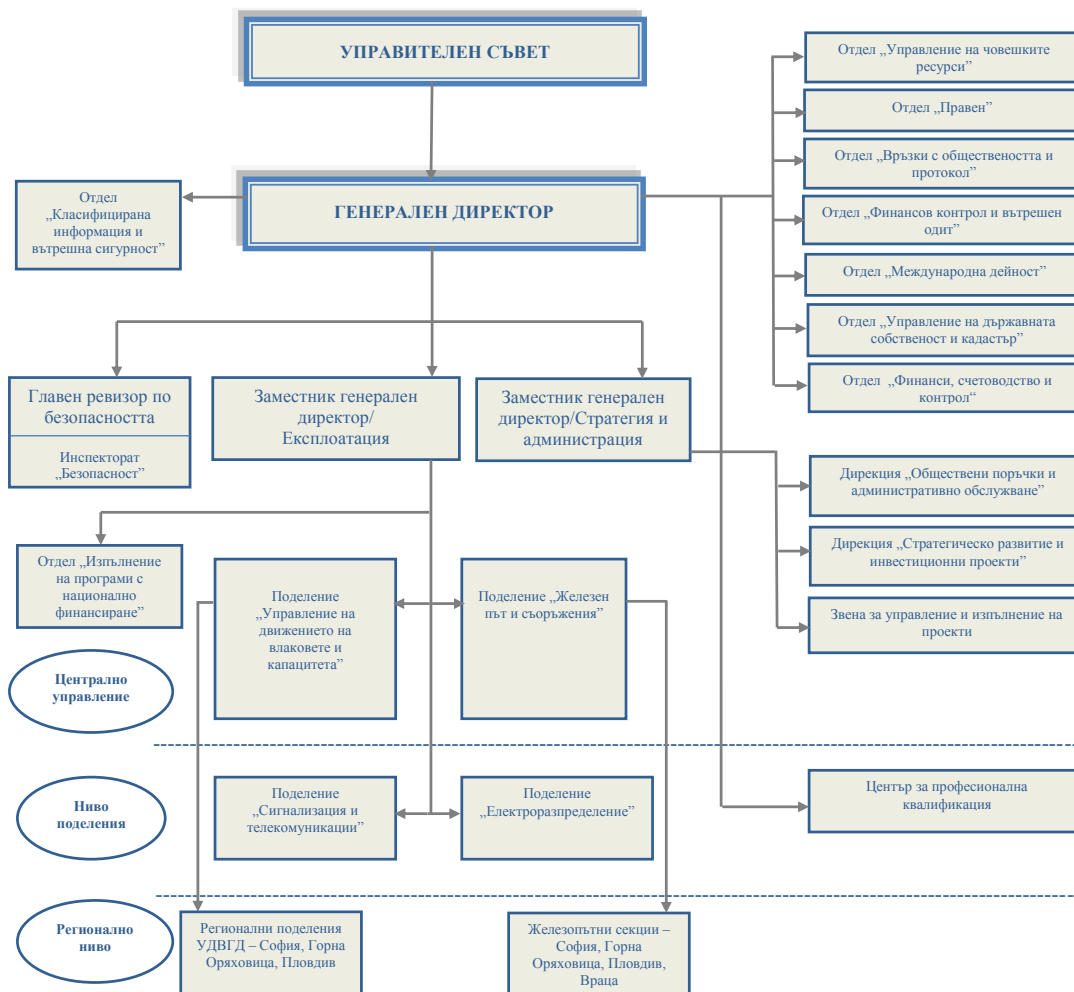 УПРАВИТЕЛЕН СЪВЕТ
ГЕНЕРАЛЕН ДИРЕКТОР
Отдел
„Класифицирана
информация и
вътрешна сигурност”
Отдел „Управление на човешките
ресурси”
Отдел „Правен”
Отдел „Връзки с обществеността и
протокол”
Отдел „Финансов контрол и вътрешен
одит”
Отдел „Международна дейност”
Отдел „Управление на държавната
собственост и кадастър”
Отдел „Финанси, счетоводство и
контрол“
Главен ревизор по
безопасността
Инспекторат
„Безопасност”
Заместник генерален
директор/
Експлоатация
Заместник генерален
директор/Стратегия и
администрация
Дирекция „Обществени поръчки и
административно обслужване”
Дирекция „Стратегическо развитие и
инвестиционни проекти”
Звена за управление и изпълнение на
проекти
Отдел „Изпълнение
на програми с
национално
финансиране”
Поделение
„Управление на
движението на
влаковете и
капацитета”
Поделение „Железен
път и съоръжения”
Централно
управление
Ниво
поделения
Поделение
„Сигнализация и
телекомуникации”
Поделение
„Електроразпределение”
Център за професионална
квалификация
Регионално
ниво
Регионални поделения
УДВГД – София, Горна
Оряховица, Пловдив
Железопътни секции –
София, Горна
Оряховица, Пловдив,
Враца